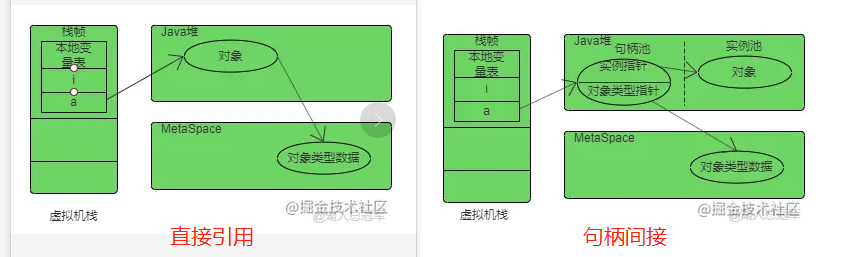 栈帧
本地变
量表
i
a
虚拟机栈
Java堆
对象
MetaSpace
对象类型数据
@掘金技术社区
直接引用
栈帧
本地变
量表
i
a
虚拟机栈
Java堆
句柄池
实例指针
对象类型指针
实例池
对象
MetaSpace
对象类型数据
@掘金技术社区
句柄间接